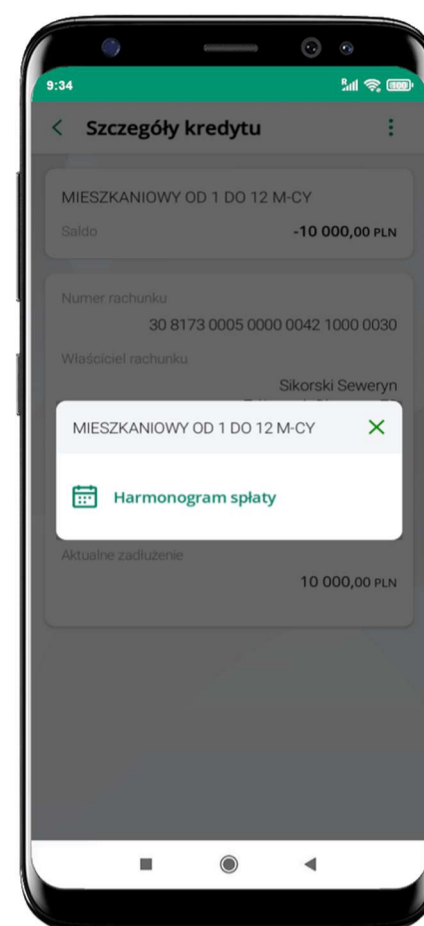 9:34
100
Szczegóły kredytu
MIESZKANIOWY OD 1 DO 12 M-CY
Saldo -10 000,00 PLN
Numer rachunku
30 8173 0005 0000 0042 1000 0030
Właściciel rachunku
Sikorski Seweryn
MIESZKANIOWY OD 1 DO 12 M-CY
Harmonogram spłaty
Aktualne zadłużenie
10 000,00 PLN